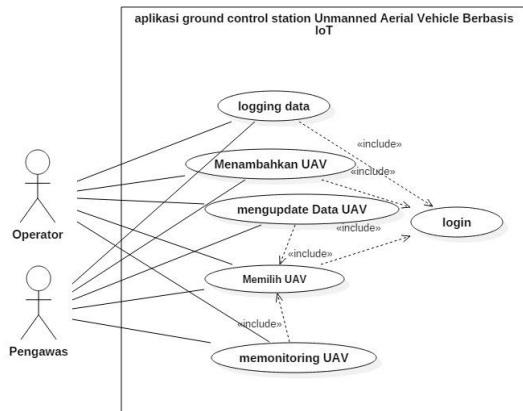 aplikasi ground control station Unmanned Aerial Vehicle Berbasis
IoT
logging data
«include»
Menambahkan UAV
«include»
mengupdate Data UAV
Operator
login
«include»
«include»
Memilih UAV
«include»
Pengawas
memonitoring UAV